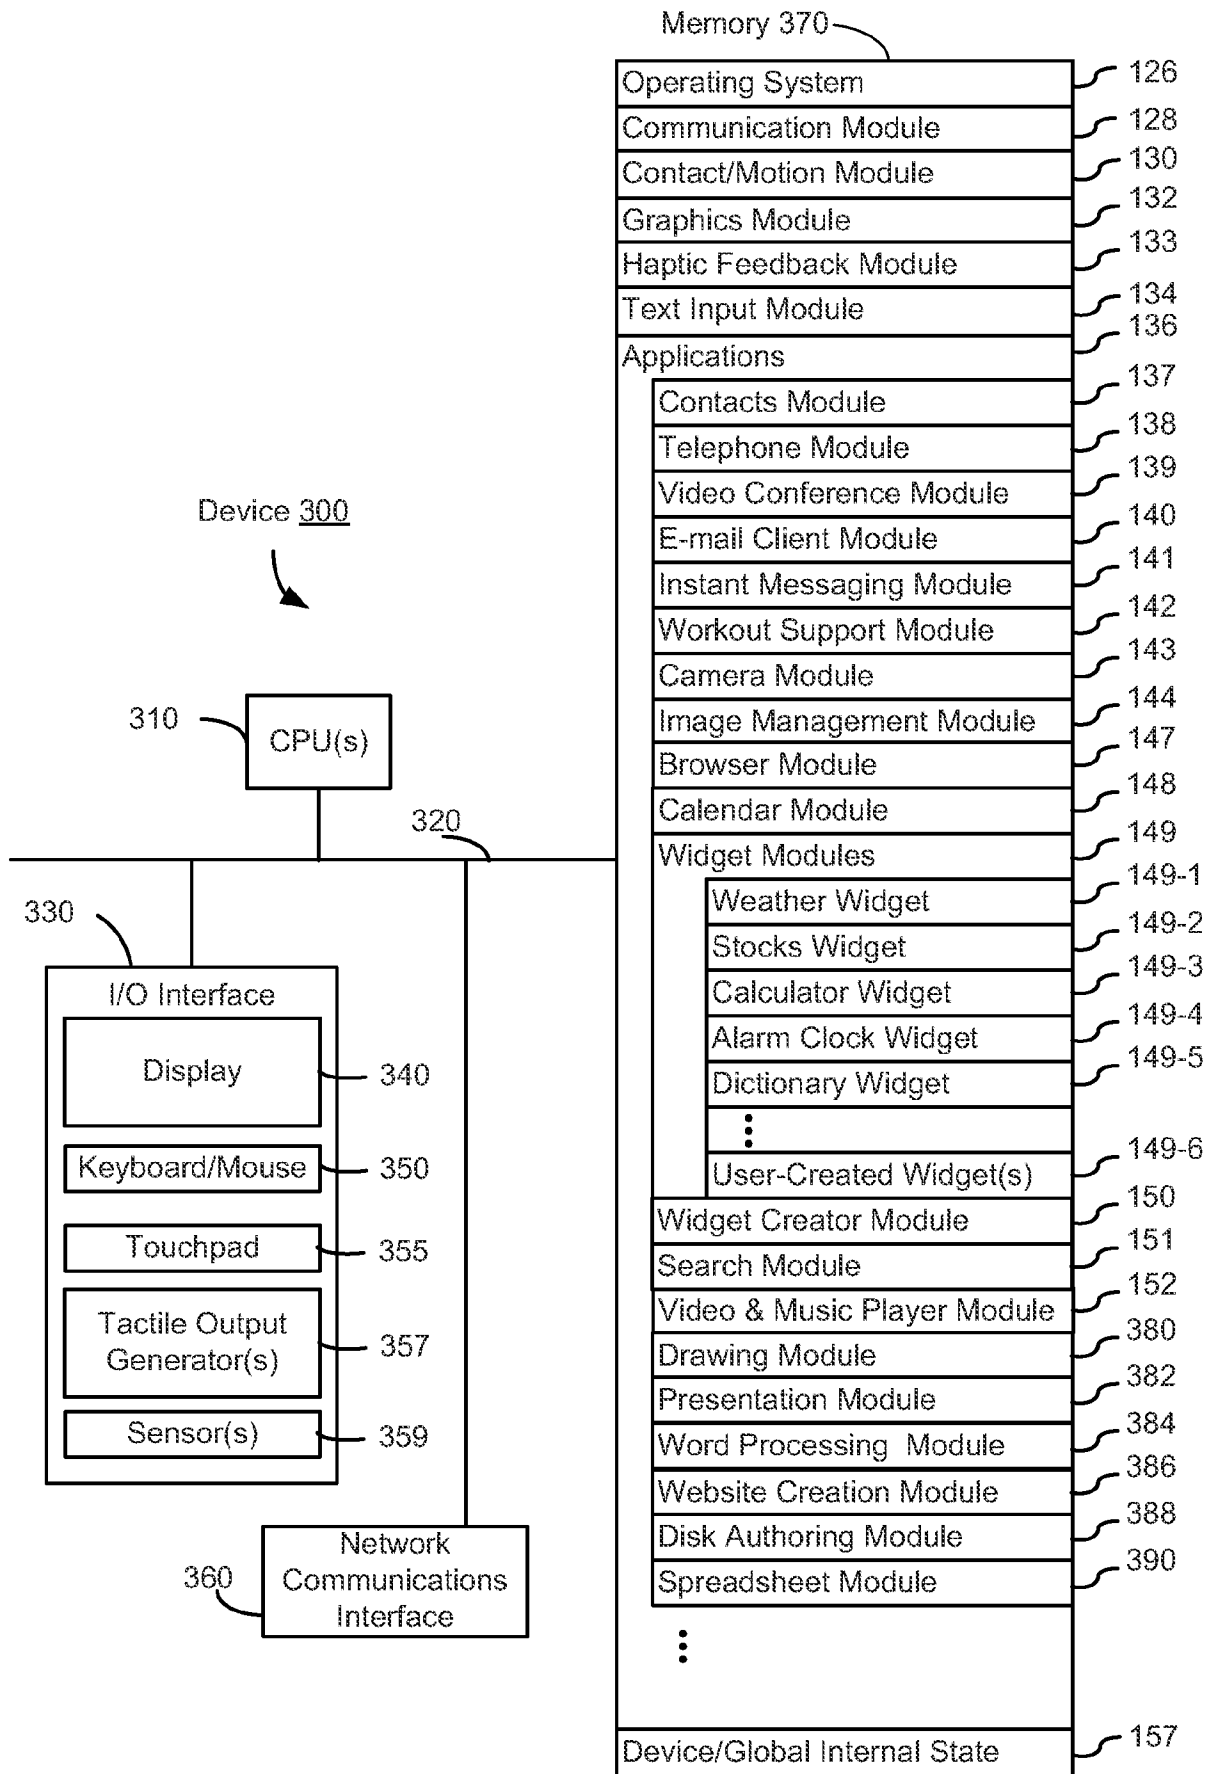 Memory 370
Operating System 126
Communication Module 128
Contact/Motion Module 130
Graphics Module 132
Haptic Feedback Module 133
Text Input Module 134
Applications 136
Contacts Module 137
Telephone Module 138
Video Conference Module 139
E-mail Client Module 140
Instant Messaging Module 141
Workout Support Module 142
Camera Module 143
Image Management Module 144
Browser Module 147
Calendar Module 148
Widget Modules 149
Weather Widget 149-1
Stocks Widget 149-2
Calculator Widget 149-3
Alarm Clock Widget 149-4
Dictionary Widget 149-5
User-Created Widget(s) 149-6
Widget Creator Module 150
Search Module 151
Video & Music Player Module 152
Drawing Module 380
Presentation Module 382
Word Processing Module 384
Website Creation Module 386
Disk Authoring Module 388
Spreadsheet Module 390
Device/Global Internal State 157
Device 300
310
CPU(s)
320
330
I/O Interface
Display 340
Keyboard/Mouse 350
Touchpad 355
Tactile Output
Generator(s) 357
Sensor(s) 359
360
Network
Communications
Interface